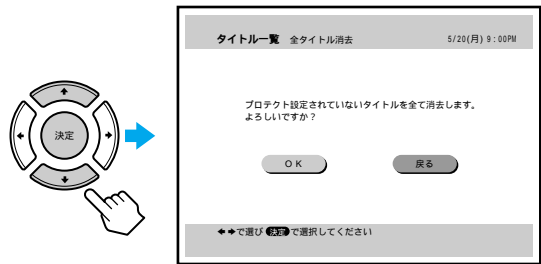 タイトル一覧 全タイトル消去 5/20(月) 9:00PM
プロテクト設定されていないタイトルを全て消去します。
よろしいですか?
決定
OK 戻る
で選び 決定 で選択してください